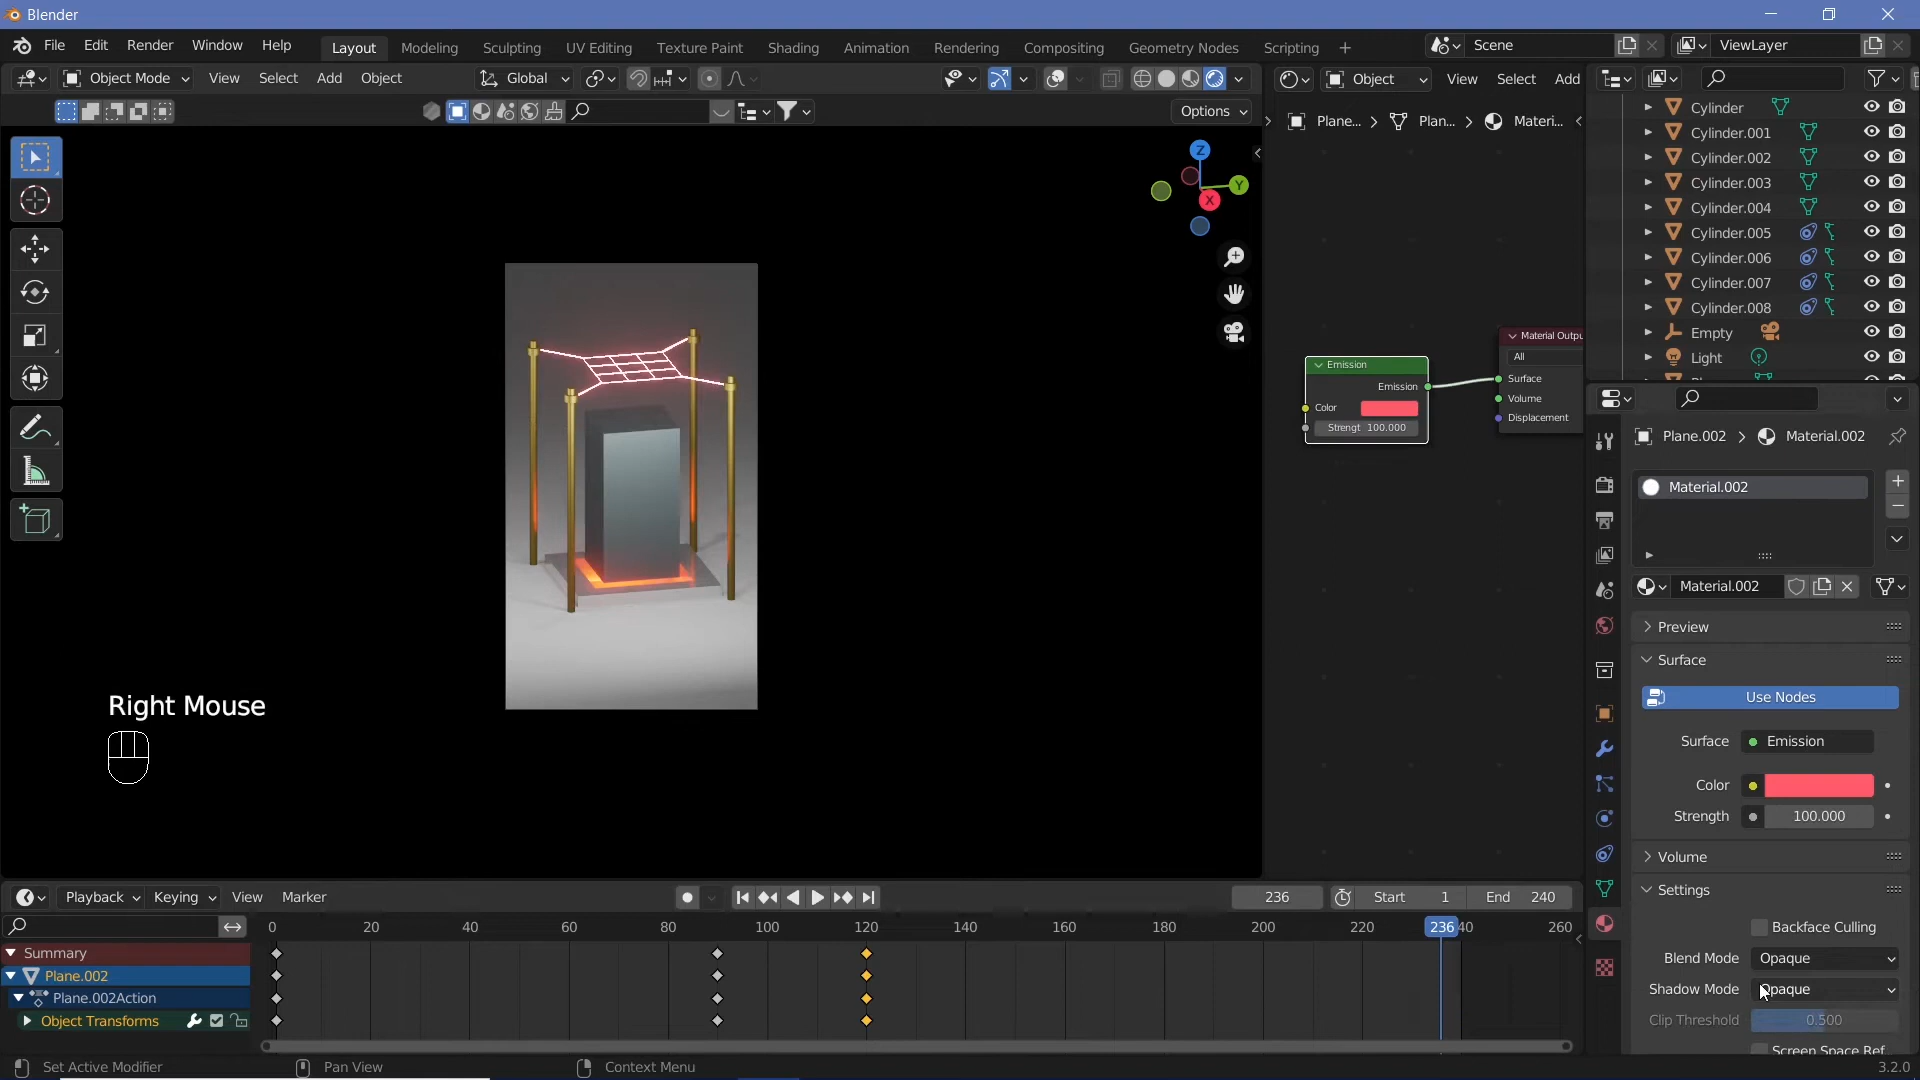 Blender
File Edit Render Window Help
Layout Modeling Sculpting UV Editing Texture Paint Shading Animation Rendering Compositing Geometry Nodes Scripting +
Scene
ViewLayer
Object Mode View Select Add Object
Global
Object View Select Add
Options
Plane... > Plan... > Materi...
Z
Y
X
Cylinder
Cylinder.001
Cylinder.002
Cylinder.003
Cylinder.004
Cylinder.005
Cylinder.006
Cylinder.007
Cylinder.008
Empty
Light
Emission
Emission
Color
Strengt 100.000
Material Outpu
All
Surface
Volume
Displacement
Plane.002 > Material.002
Material.002
Material.002
Preview
Surface
Use Nodes
Surface Emission
Color
Strength 100.000
Volume
Settings
Backface Culling
Blend Mode Opaque
Shadow Mode Opaque
Clip Threshold 0.500
Screen Space Ref
Right Mouse
Playback Keying View Marker
236 Start 1 End 240
0 20 40 60 80 100 120 140 160 180 200 220 236 40 260
Summary
Plane.002
Plane.002Action
Object Transforms
Set Active Modifier Pan View Context Menu 3.2.0